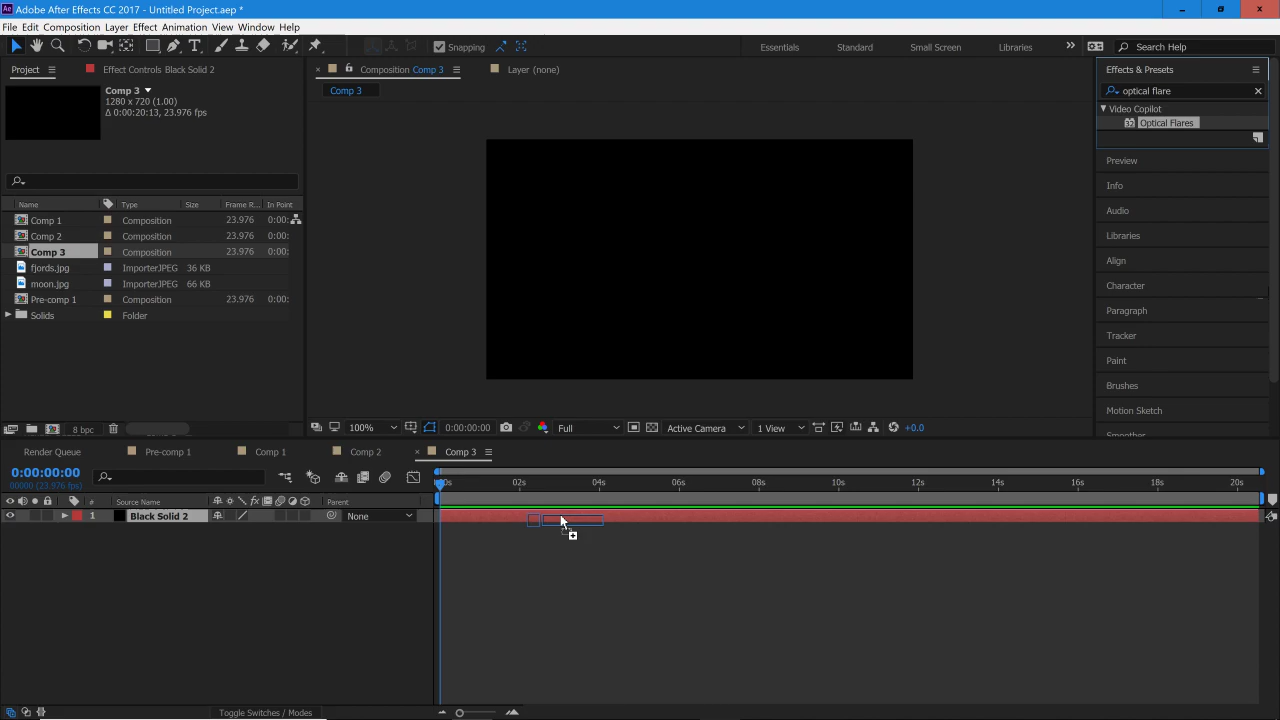 Adobe After Effects CC 2017 - Untitled Project.aep *
File Edit Composition Layer Effect Animation View Window Help
Snapping Essentials Standard Small Screen Libraries Search Help
Project Effect Controls Black Solid 2 Composition Comp 3 Layer (none) Effects & Presets
Comp 3
1280 x 720 (1.00)
Δ 0:00:20:13, 23.976 fps
Comp 3
optical flare
Video Copilot
32 Optical Flares
Preview
Info
Audio
Libraries
Align
Character
Paragraph
Tracker
Paint
Brushes
Motion Sketch
Smoother
Name Type Size Frame R... In Point
Comp 1 Composition 23.976 0:00:
Comp 2 Composition 23.976 0:00:
Comp 3 Composition 23.976 0:00:
fjords.jpg ImporterJPEG 36 KB
moon.jpg ImporterJPEG 66 KB
Pre-comp 1 Composition 23.976 0:00:
Solids Folder
8 bpc
100% 0:00:00:00 Full Active Camera 1 View +0.0
Render Queue Pre-comp 1 Comp 1 Comp 2 Comp 3
0:00:00:00
00000 (23.976 fps)
:00s 02s 04s 06s 08s 10s 12s 14s 16s 18s 20s
# Source Name Parent
1 Black Solid 2 None
Toggle Switches / Modes